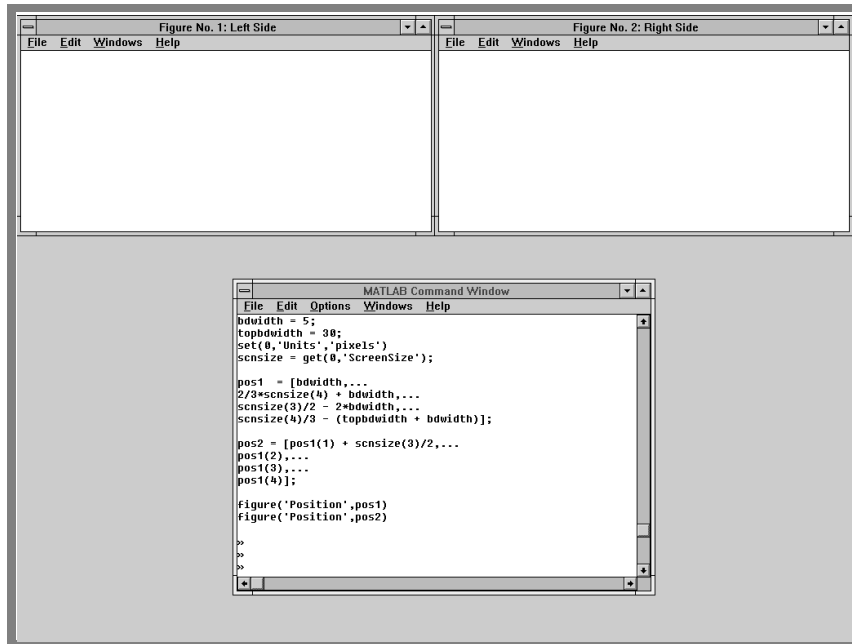 Figure No. 1: Left Side
File Edit Windows Help
Figure No. 2: Right Side
File Edit Windows Help
MATLAB Command Window
File Edit Options Windows Help
bdwidth = 5;
topbdwidth = 30;
set(0,'Units','pixels')
scnsize = get(0,'ScreenSize');
pos1  = [bdwidth,...
2/3*scnsize(4) + bdwidth,...
scnsize(3)/2 - 2*bdwidth,...
scnsize(4)/3 - (topbdwidth + bdwidth)];
pos2 = [pos1(1) + scnsize(3)/2,...
pos1(2),...
pos1(3),...
pos1(4)];
figure('Position',pos1)
figure('Position',pos2)
»
»
»